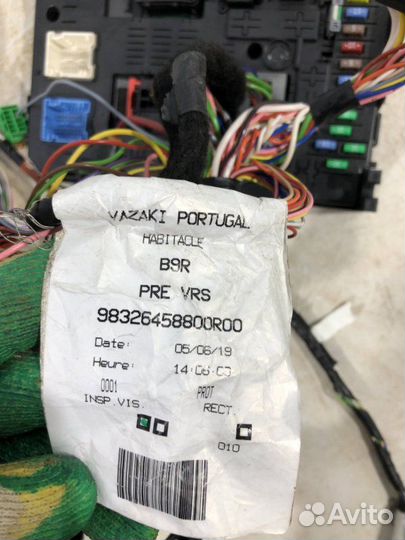 YAZAKI PORTUGAL
HABITACLE
B9R
PRE VRS
98326458800R00
Date: 05/06/19
Heure: 14:06:03
0001 PROT
INSP.VIS. RECT.
010
Avito